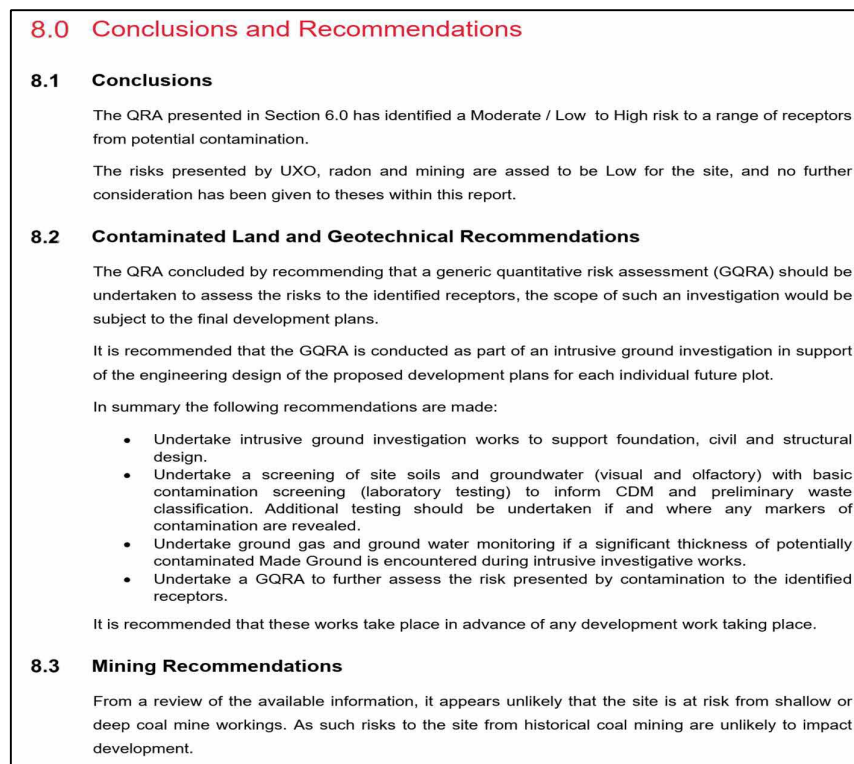 8.0 Conclusions and Recommendations
8.1 Conclusions
The QRA presented in Section 6.0 has identified a Moderate / Low to High risk to a range of receptors
from potential contamination.
The risks presented by UXO, radon and mining are assed to be Low for the site, and no further
consideration has been given to theses within this report.
8.2 Contaminated Land and Geotechnical Recommendations
The QRA concluded by recommending that a generic quantitative risk assessment (GQRA) should be
undertaken to assess the risks to the identified receptors, the scope of such an investigation would be
subject to the final development plans.
It is recommended that the GQRA is conducted as part of an intrusive ground investigation in support
of the engineering design of the proposed development plans for each individual future plot.
In summary the following recommendations are made:
• Undertake intrusive ground investigation works to support foundation, civil and structural
design.
• Undertake a screening of site soils and groundwater (visual and olfactory) with basic
contamination screening (laboratory testing) to inform CDM and preliminary waste
classification. Additional testing should be undertaken if and where any markers of
contamination are revealed.
• Undertake ground gas and ground water monitoring if a significant thickness of potentially
contaminated Made Ground is encountered during intrusive investigative works.
• Undertake a GQRA to further assess the risk presented by contamination to the identified
receptors.
It is recommended that these works take place in advance of any development work taking place.
8.3 Mining Recommendations
From a review of the available information, it appears unlikely that the site is at risk from shallow or
deep coal mine workings. As such risks to the site from historical coal mining are unlikely to impact
development.